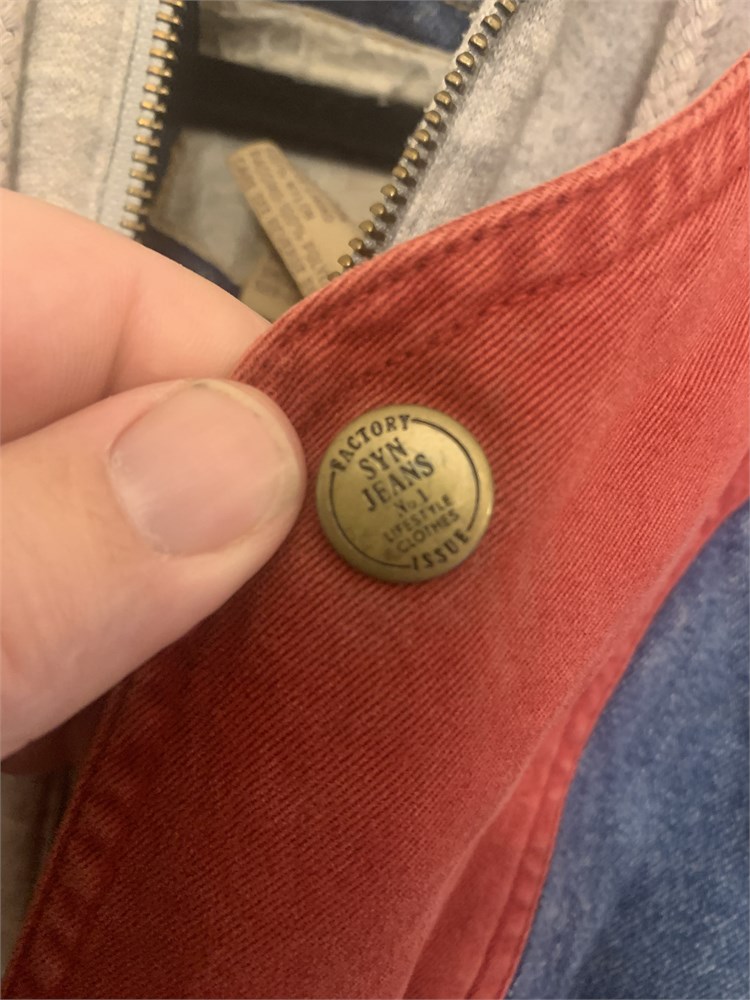 FACTORY
SYN
JEANS
No 1
LIFESTYLE
CLOTHES
ISSUE